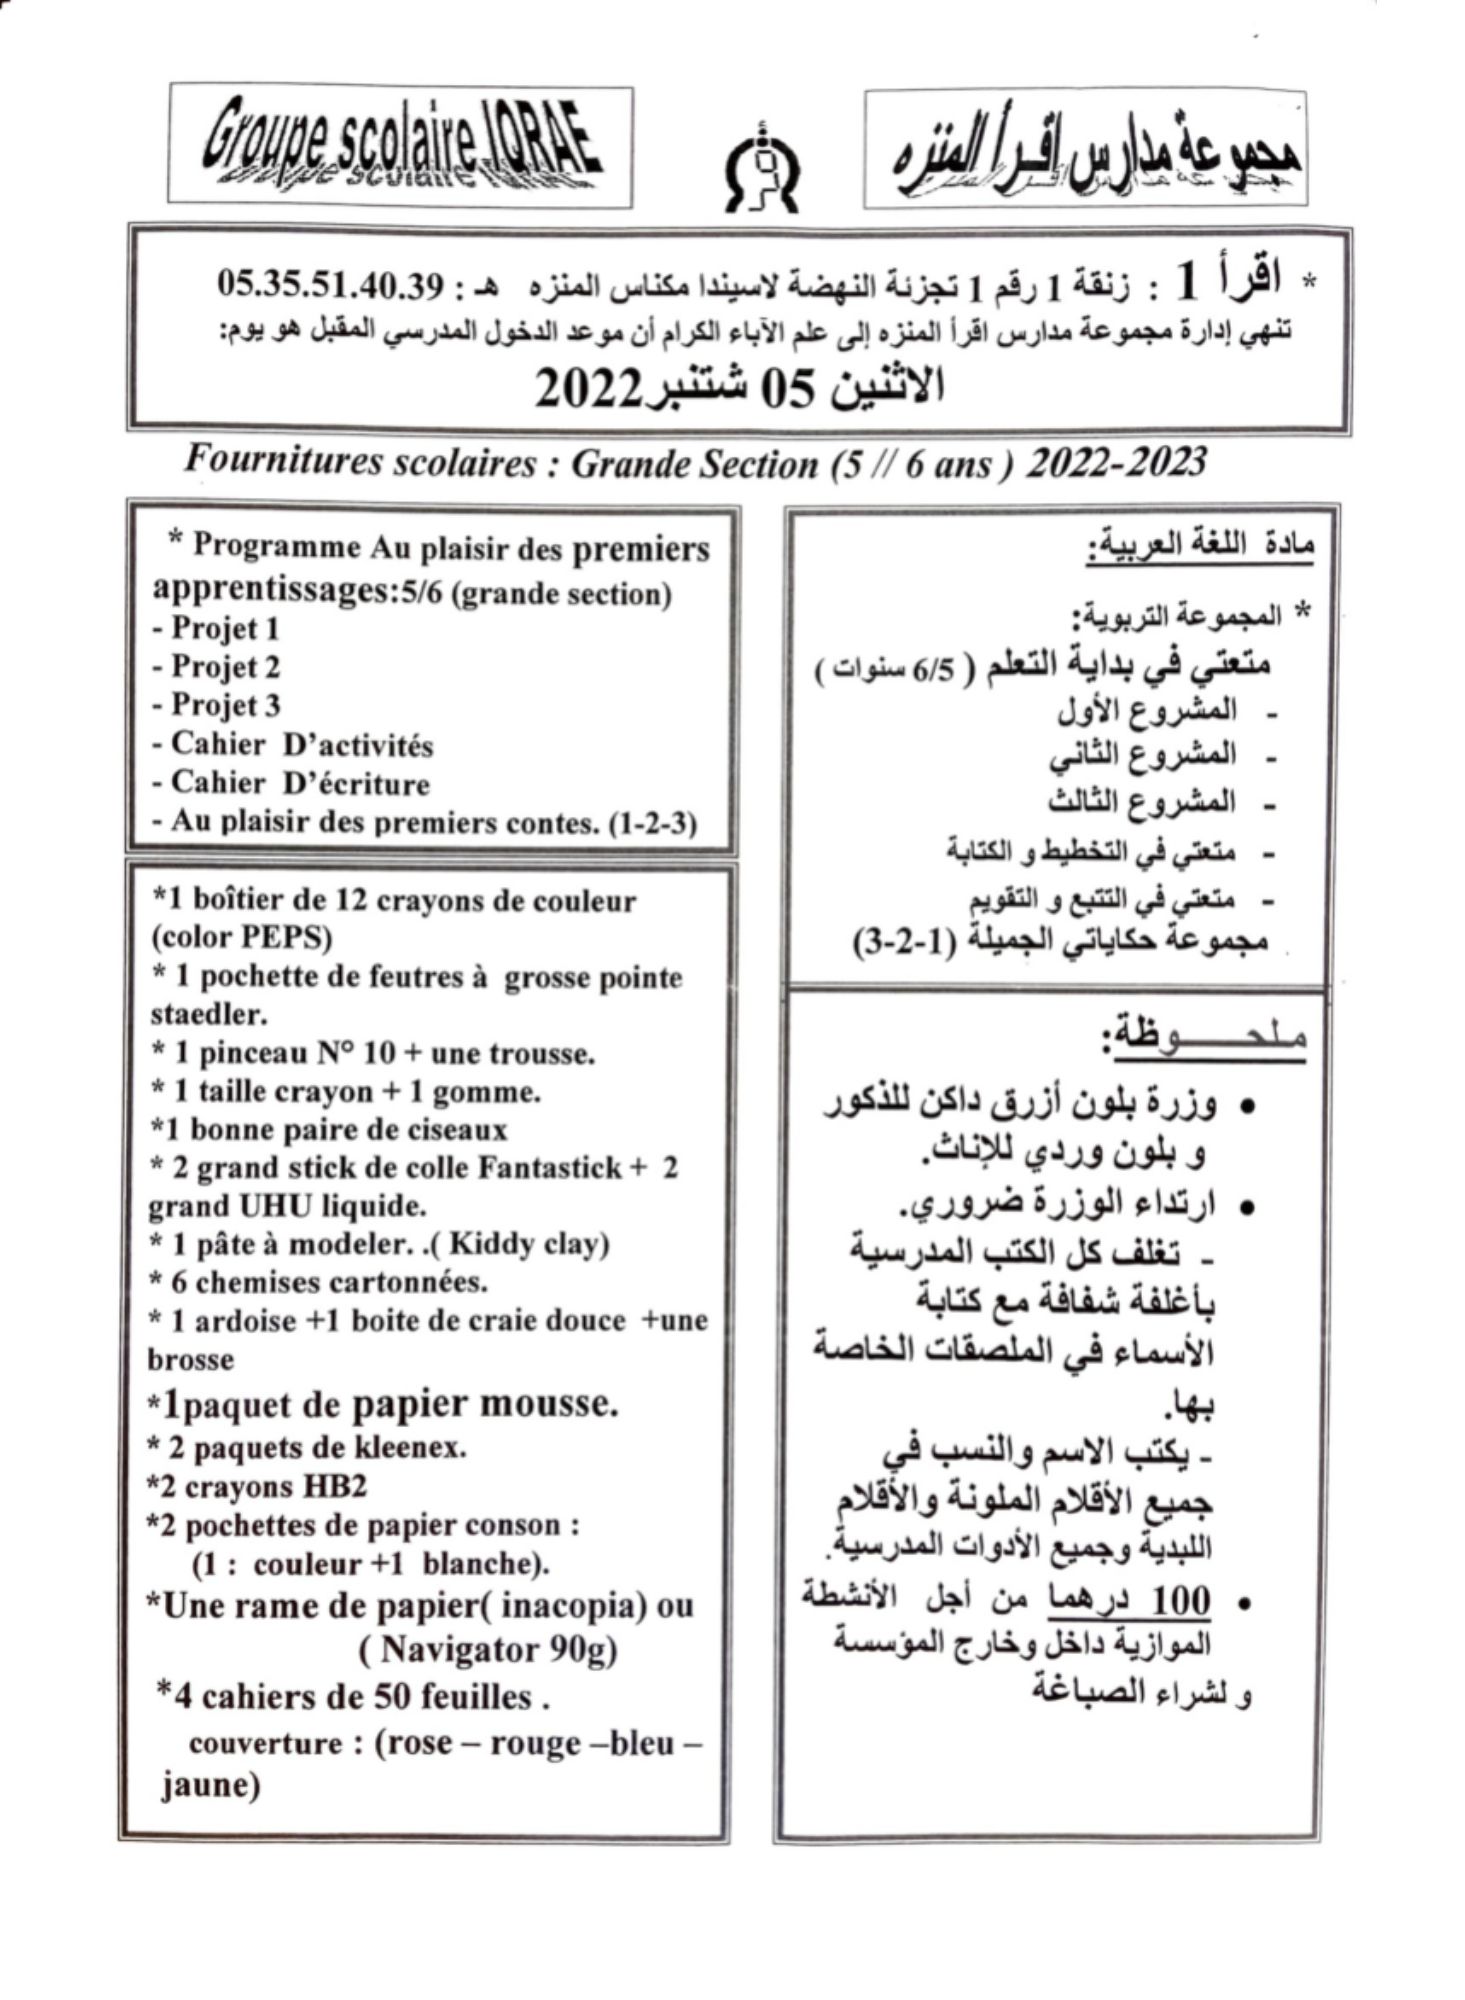 Groupe scolaire IQRAE
مجموعة مدارس اقرأ المنزه
* اقرأ 1 : زنقة 1 رقم 1 تجزئة النهضة لاسيندا مكناس المنزه هـ : 05.35.51.40.39
تنهي إدارة مجموعة مدارس اقرأ المنزه إلى علم الآباء الكرام أن موعد الدخول المدرسي المقبل هو يوم:
الاثنين 05 شتنبر2022
Fournitures scolaires : Grande Section (5 // 6 ans ) 2022-2023
* Programme Au plaisir des premiers
apprentissages:5/6 (grande section)
- Projet 1
- Projet 2
- Projet 3
- Cahier D’activités
- Cahier D’écriture
- Au plaisir des premiers contes. (1-2-3)
*1 boîtier de 12 crayons de couleur
(color PEPS)
* 1 pochette de feutres à grosse pointe
staedler.
* 1 pinceau N° 10 + une trousse.
* 1 taille crayon + 1 gomme.
*1 bonne paire de ciseaux
* 2 grand stick de colle Fantastick + 2
grand UHU liquide.
* 1 pâte à modeler. .( Kiddy clay)
* 6 chemises cartonnées.
* 1 ardoise +1 boite de craie douce +une
brosse
*1paquet de papier mousse.
* 2 paquets de kleenex.
*2 crayons HB2
*2 pochettes de papier conson :
(1 : couleur +1 blanche).
*Une rame de papier( inacopia) ou
( Navigator 90g)
*4 cahiers de 50 feuilles .
couverture : (rose – rouge –bleu –
jaune)
مادة اللغة العربية:
* المجموعة التربوية:
متعتي في بداية التعلم ( 6/5 سنوات )
- المشروع الأول
- المشروع الثاني
- المشروع الثالث
- متعتي في التخطيط و الكتابة
- متعتي في التتبع و التقويم
. مجموعة حكاياتي الجميلة (1-2-3)
ملحـــــوظة:
• وزرة بلون أزرق داكن للذكور
و بلون وردي للإناث.
• ارتداء الوزرة ضروري.
- تغلف كل الكتب المدرسية
بأغلفة شفافة مع كتابة
الأسماء في الملصقات الخاصة
بها.
- يكتب الاسم والنسب في
جميع الأقلام الملونة والأقلام
اللبدية وجميع الأدوات المدرسية.
• 100 درهما من أجل الأنشطة
الموازية داخل وخارج المؤسسة
و لشراء الصباغة